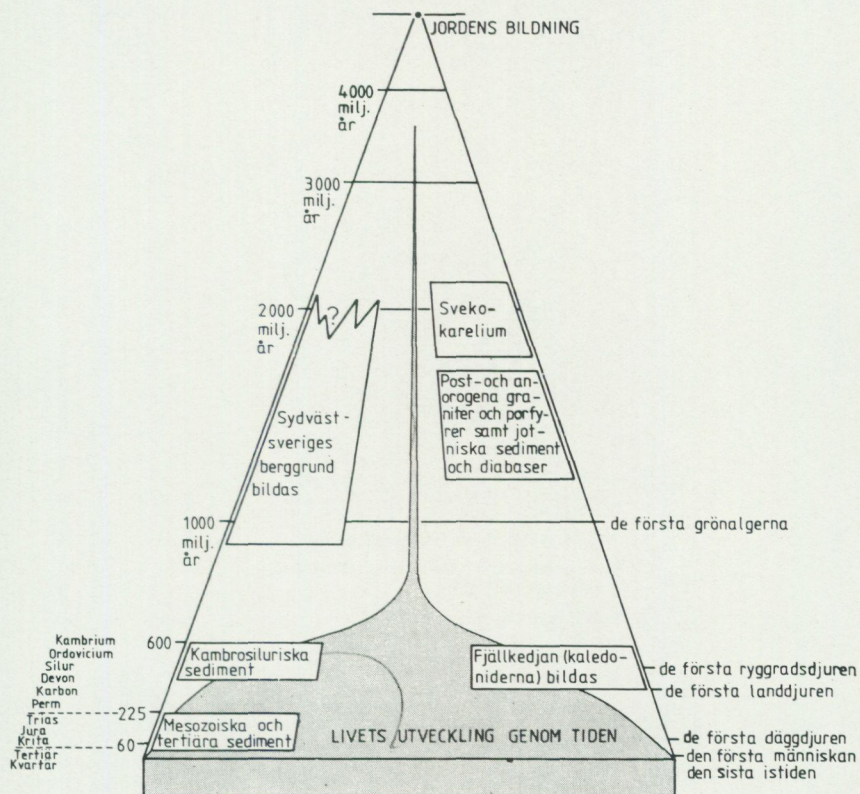 JORDENS BILDNING
4000
milj.
år
3000
milj.
år
2000
milj.
år
?
Sveko-
karelium
Post- och an-
orogena gra-
niter och porfy-
rer samt jot-
niska sediment
och diabaser
Sydväst-
sveriges
berggrund
bildas
1000
milj.
år
de första grönalgerna
Kambrium
Ordovicium
Silur
Devon
Karbon
Perm
Trias
Jura
Krita
Tertiär
Kvartär
600
225
60
Kambrosiluriska
sediment
Fjällkedjan (kaledo-
niderna) bildas
de första ryggradsdjuren
de första landdjuren
Mesozoiska och
tertiära sediment
LIVETS UTVECKLING GENOM TIDEN
de första däggdjuren
den första människan
den sista istiden